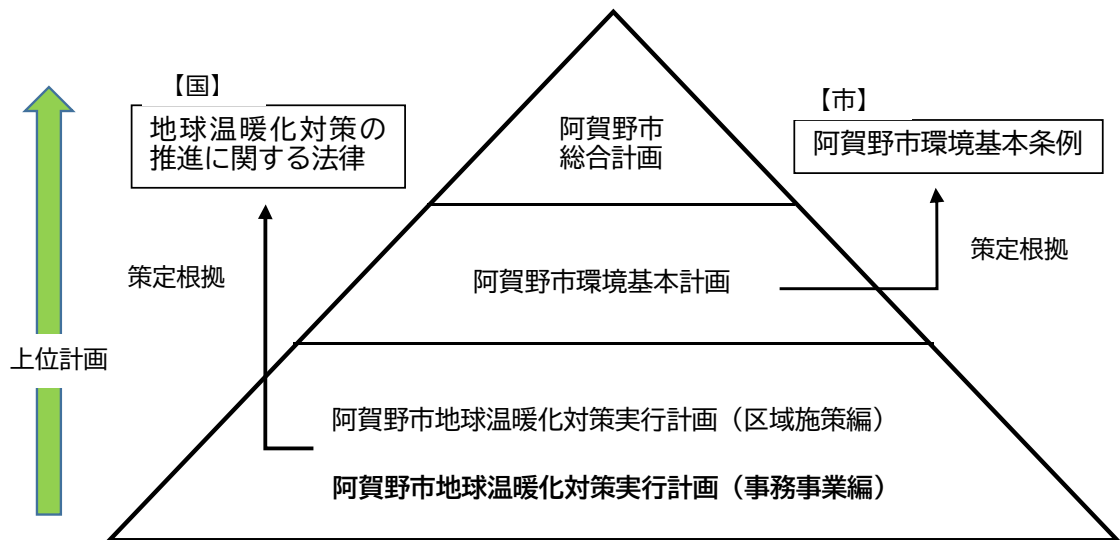 【国】
地球温暖化対策の
推進に関する法律
阿賀野市
総合計画
【市】
阿賀野市環境基本条例
策定根拠
阿賀野市環境基本計画
策定根拠
上位計画
阿賀野市地球温暖化対策実行計画（区域施策編）
阿賀野市地球温暖化対策実行計画（事務事業編）